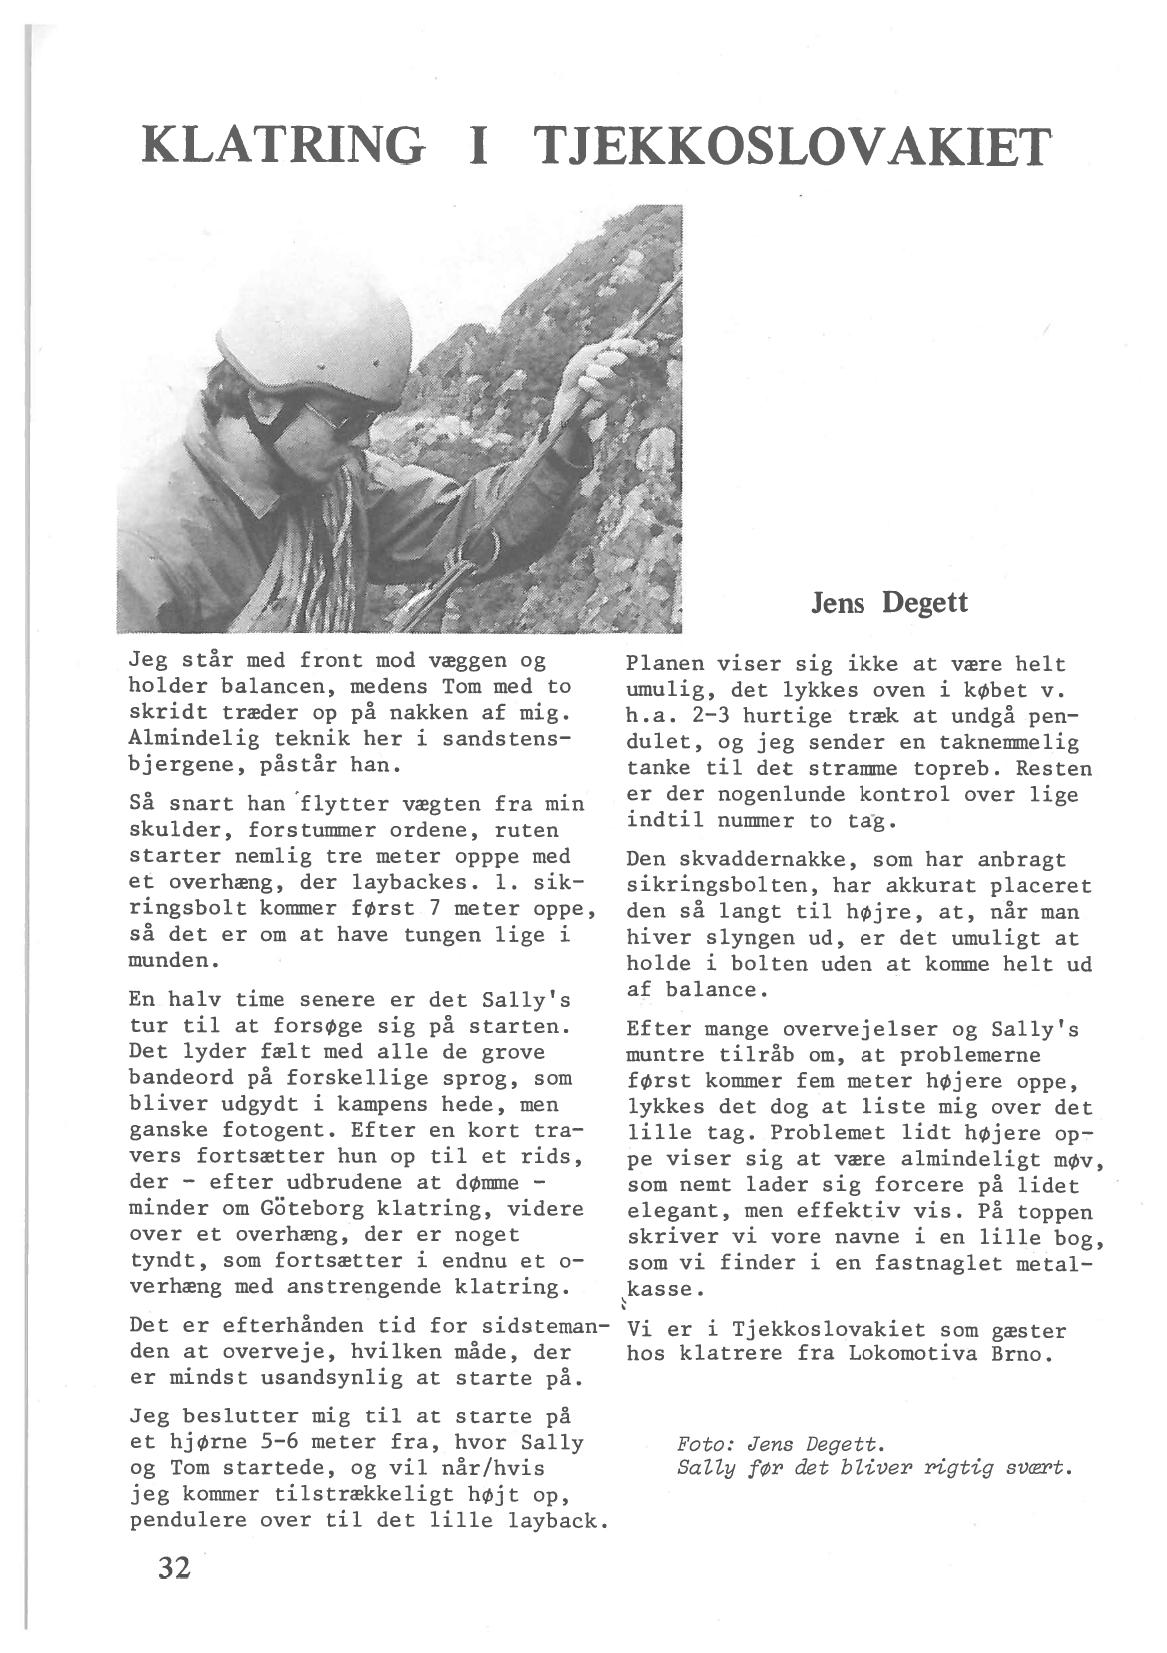 KLATRING I TJEKKOSLOVAKIET
Jens Degett
Jeg står med front mod væggen og
holder balancen, medens Tom med to
skridt træder op på nakken af mig.
Almindelig teknik her i sandstens-
bjergene, påstår han.
Så snart han flytter vægten fra min
skulder, forstummer ordene, ruten
starter nemlig tre meter opppe med
et overhæng, der laybackes. 1. sik-
ringsbolt kommer først 7 meter oppe,
så det er om at have tungen lige i
munden.
En halv time senere er det Sally's
tur til at forsøge sig på starten.
Det lyder fælt med alle de grove
bandeord på forskellige sprog, som
bliver udgydt i kampens hede, men
ganske fotogent. Efter en kort tra-
vers fortsætter hun op til et rids,
der - efter udbrudene at dømme -
minder om Göteborg klatring, videre
over et overhæng, der er noget
tyndt, som fortsætter i endnu et o-
verhæng med anstrengende klatring.
Det er efterhånden tid for sidsteman-
den at overveje, hvilken måde, der
er mindst usandsynlig at starte på.
Jeg beslutter mig til at starte på
et hjørne 5-6 meter fra, hvor Sally
og Tom startede, og vil når/hvis
jeg kommer tilstrækkeligt højt op,
pendulere over til det lille layback.
Planen viser sig ikke at være helt
umulig, det lykkes oven i købet v.
h.a. 2-3 hurtige træk at undgå pen-
dulet, og jeg sender en taknemmelig
tanke til det stramme topreb. Resten
er der nogenlunde kontrol over lige
indtil nummer to tag.
Den skvaddernakke, som har anbragt
sikringsbolten, har akkurat placeret
den så langt til højre, at, når man
hiver slyngen ud, er det umuligt at
holde i bolten uden at komme helt ud
af balance.
Efter mange overvejelser og Sally's
muntre tilråb om, at problemerne
først kommer fem meter højere oppe,
lykkes det dog at liste mig over det
lille tag. Problemet lidt højere op-
pe viser sig at være almindeligt møv,
som nemt lader sig forcere på lidet
elegant, men effektiv vis. På toppen
skriver vi vore navne i en lille bog,
som vi finder i en fastnaglet metal-
kasse.
Vi er i Tjekkoslovakiet som gæster
hos klatrere fra Lokomotiva Brno.
Foto: Jens Degett.
Sally før det bliver rigtig svært.
32